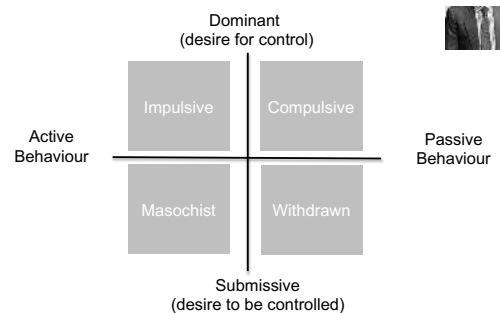 Dominant
(desire for control)
Impulsive
Compulsive
Active
Behaviour
Passive
Behaviour
Masochist
Withdrawn
Submissive
(desire to be controlled)